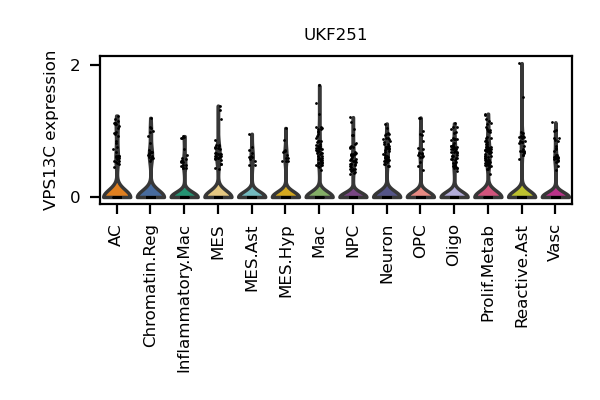 UKF251
VPS13C expression
2
0
AC
Chromatin.Reg
Inflammatory.Mac
MES
MES.Ast
MES.Hyp
Mac
NPC
Neuron
OPC
Oligo
Prolif.Metab
Reactive.Ast
Vasc